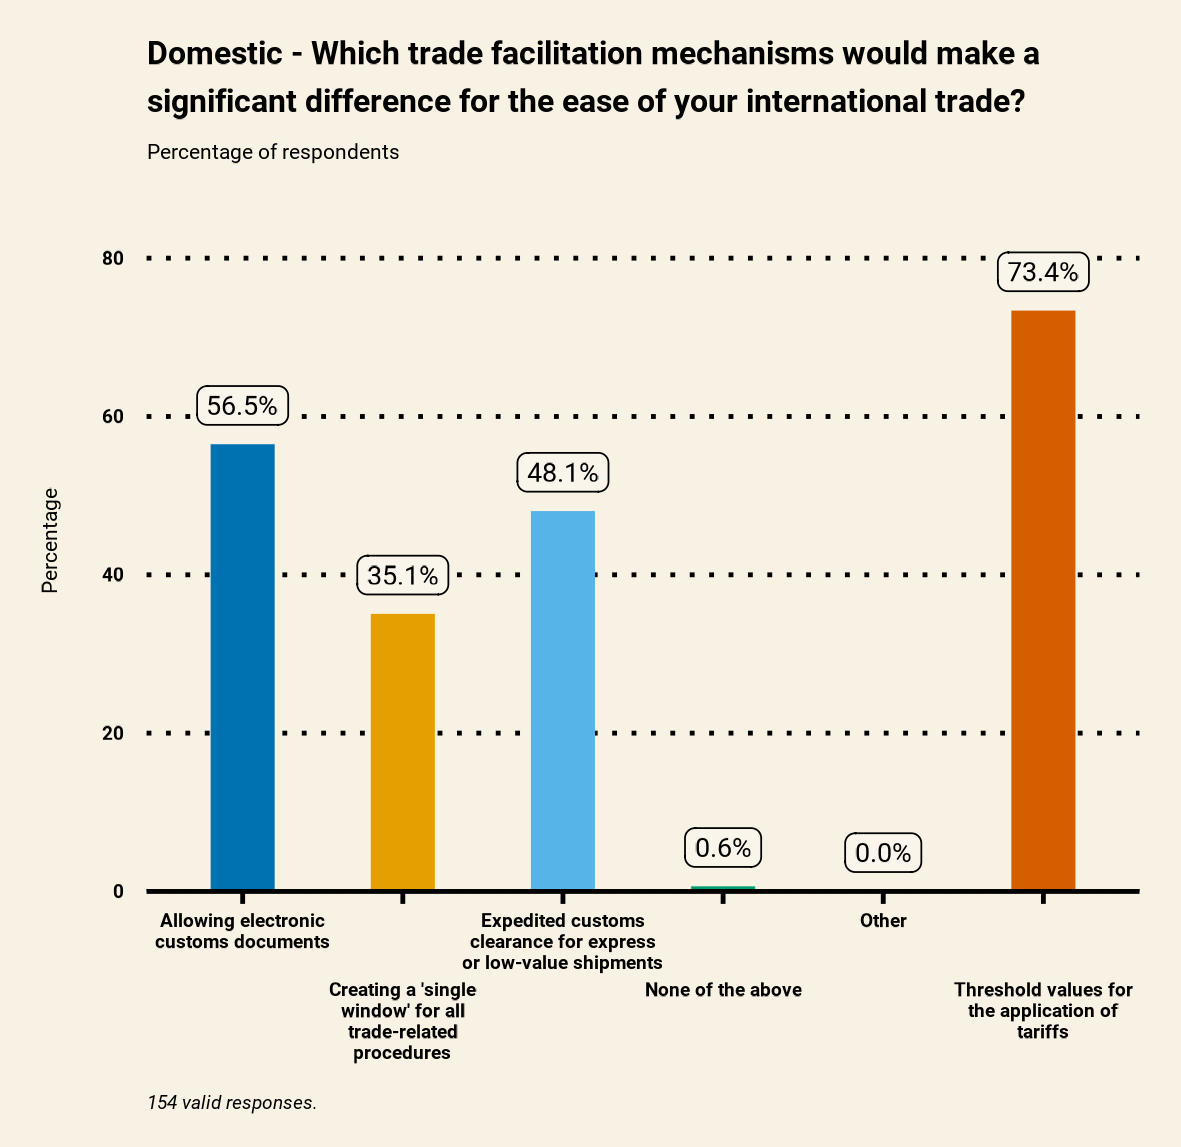 Domestic - Which trade facilitation mechanisms would make a
significant difference for the ease of your international trade?
Percentage of respondents
80
60
40
20
0
Percentage
56.5%
35.1%
48.1%
0.6%
0.0%
73.4%
Allowing electronic
customs documents
Creating a 'single
window' for all
trade-related
procedures
Expedited customs
clearance for express
or low-value shipments
None of the above
Other
Threshold values for
the application of
tariffs
154 valid responses.